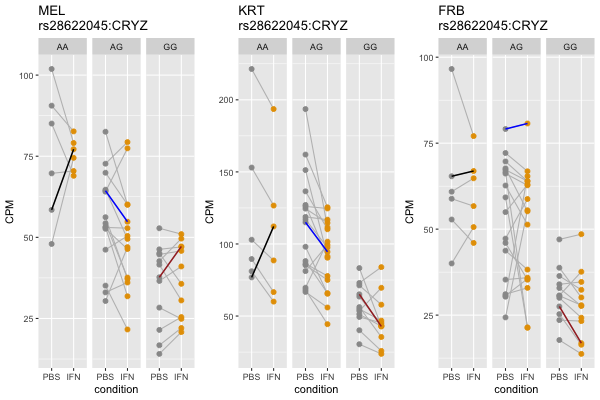 MEL
rs28622045:CRYZ
AA AG GG
CPM
100
75
50
25
PBS IFN PBS IFN PBS IFN
condition
KRT
rs28622045:CRYZ
AA AG GG
CPM
200
150
100
50
PBS IFN PBS IFN PBS IFN
condition
FRB
rs28622045:CRYZ
AA AG GG
CPM
100
75
50
25
PBS IFN PBS IFN PBS IFN
condition